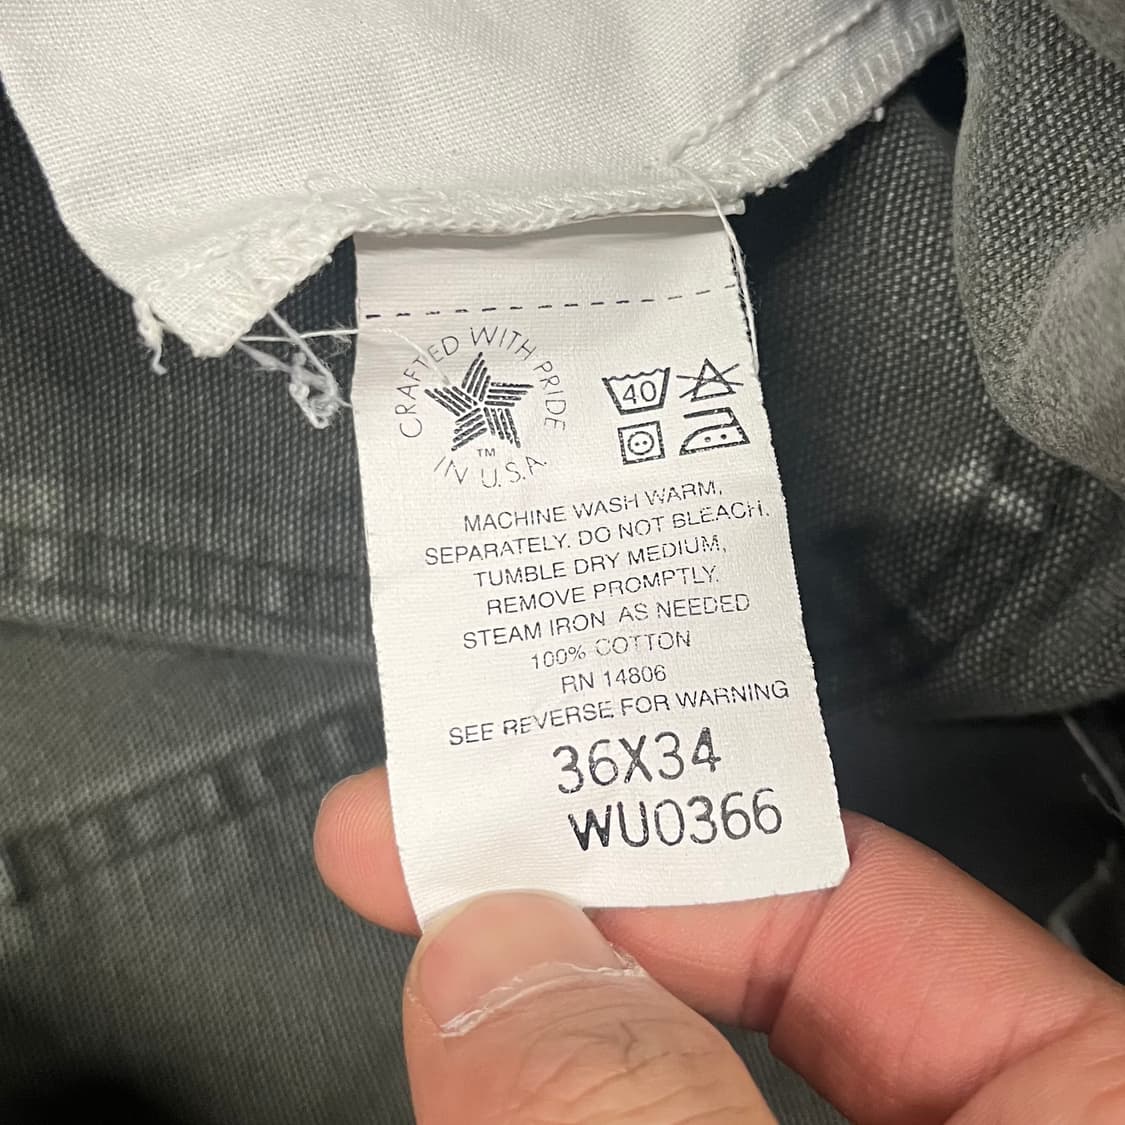 CRAFTED WITH PRIDE
TM
IN U.S.A.
40
MACHINE WASH WARM,
SEPARATELY. DO NOT BLEACH.
TUMBLE DRY MEDIUM,
REMOVE PROMPTLY.
STEAM IRON AS NEEDED
100% COTTON
RN 14806
SEE REVERSE FOR WARNING
36X34
WU0366